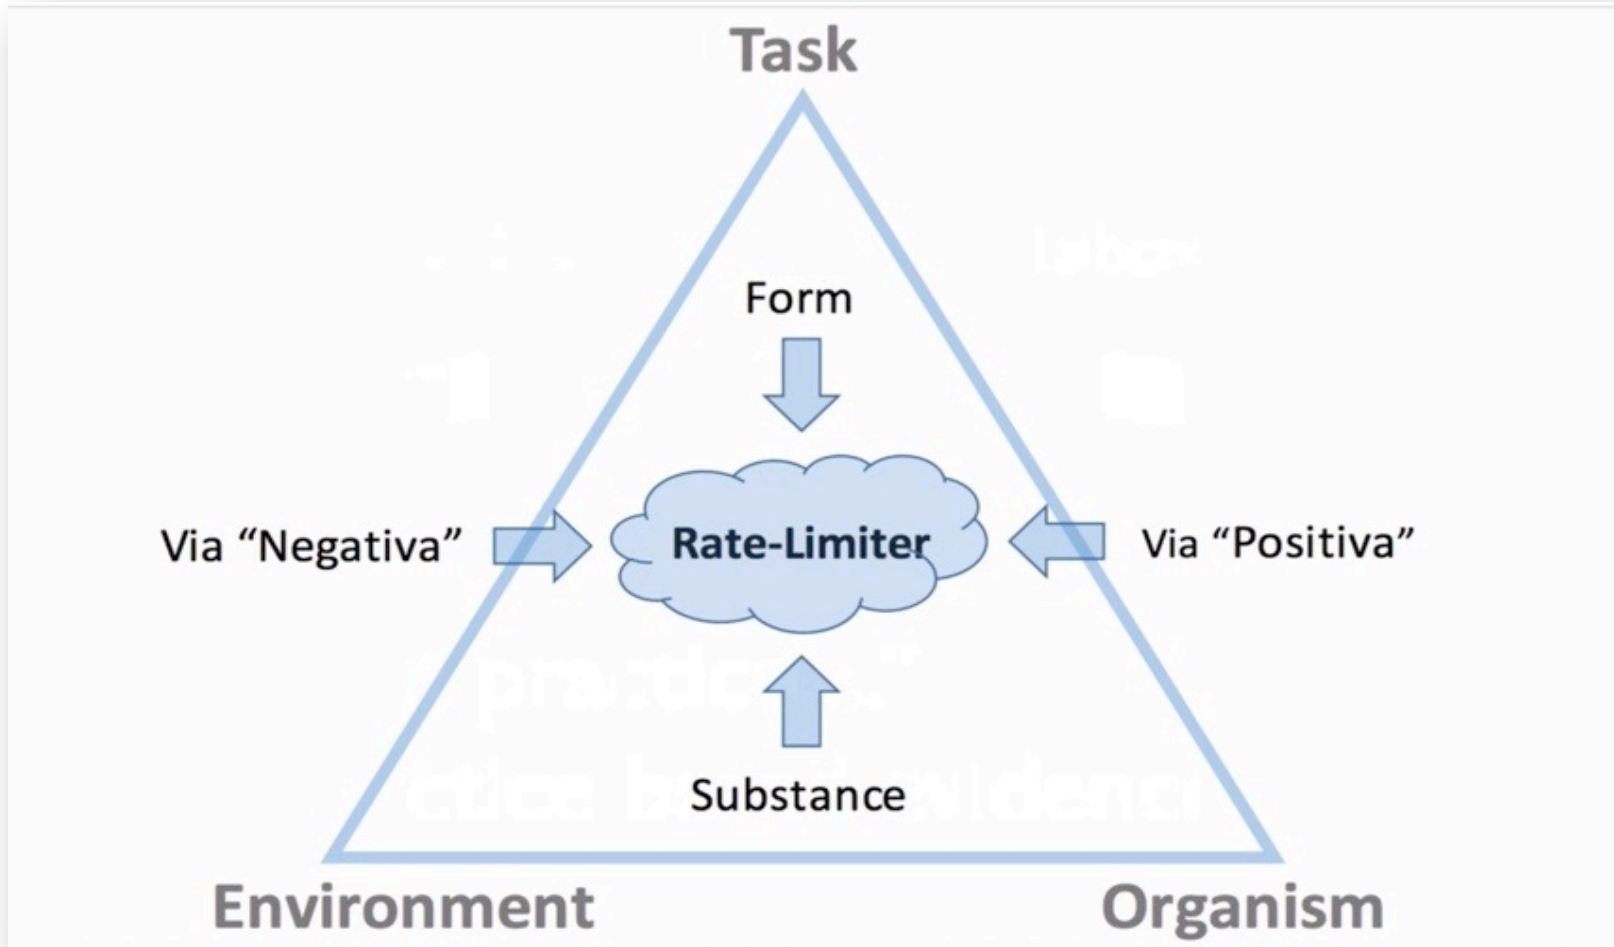 Task
Form
Via “Negativa”
Rate-Limiter
Via “Positiva”
Substance
Environment
Organism